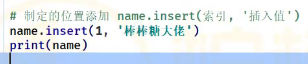 # 制定的位置添加 name.insert(索引, '插入值')
name.insert(1, '棒棒糖大佬')
print(name)